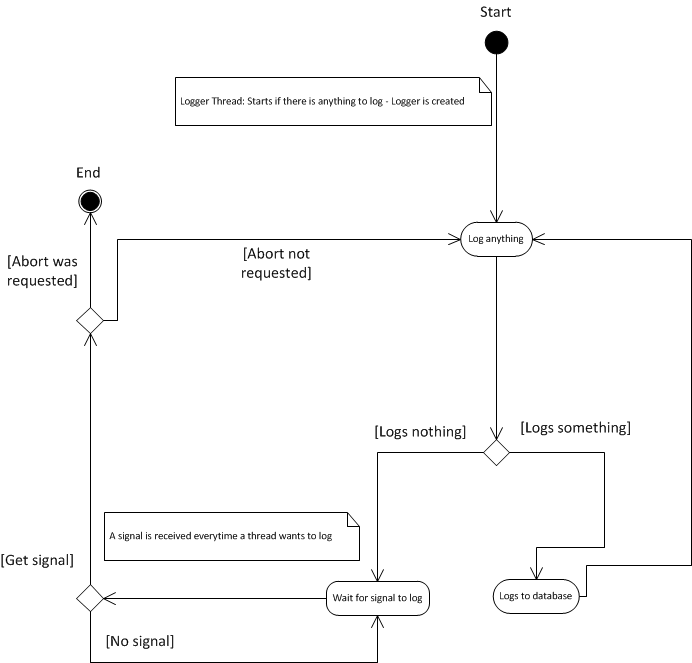 Start
Logger Thread: Starts if there is anything to log - Logger is created
End
Log anything
[Abort was
requested]
[Abort not
requested]
[Logs nothing]
[Logs something]
A signal is received everytime a thread wants to log
[Get signal]
Wait for signal to log
Logs to database
[No signal]